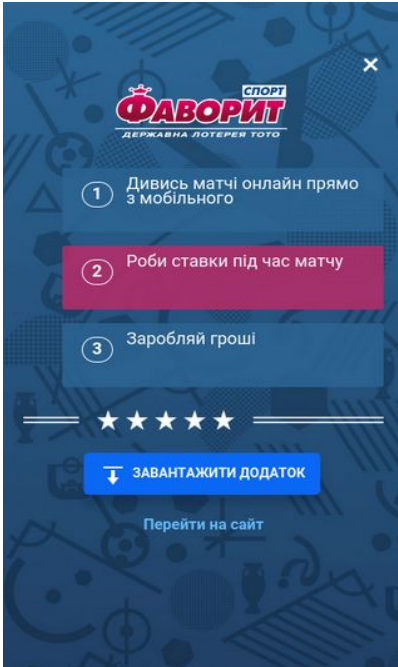 СПОРТ
ФАВОРИТ
ДЕРЖАВНА ЛОТЕРЕЯ ТОТО
1 Дивись матчі онлайн прямо
з мобільного
2 Роби ставки під час матчу
3 Заробляй гроші
ЗАВАНТАЖИТИ ДОДАТОК
Перейти на сайт